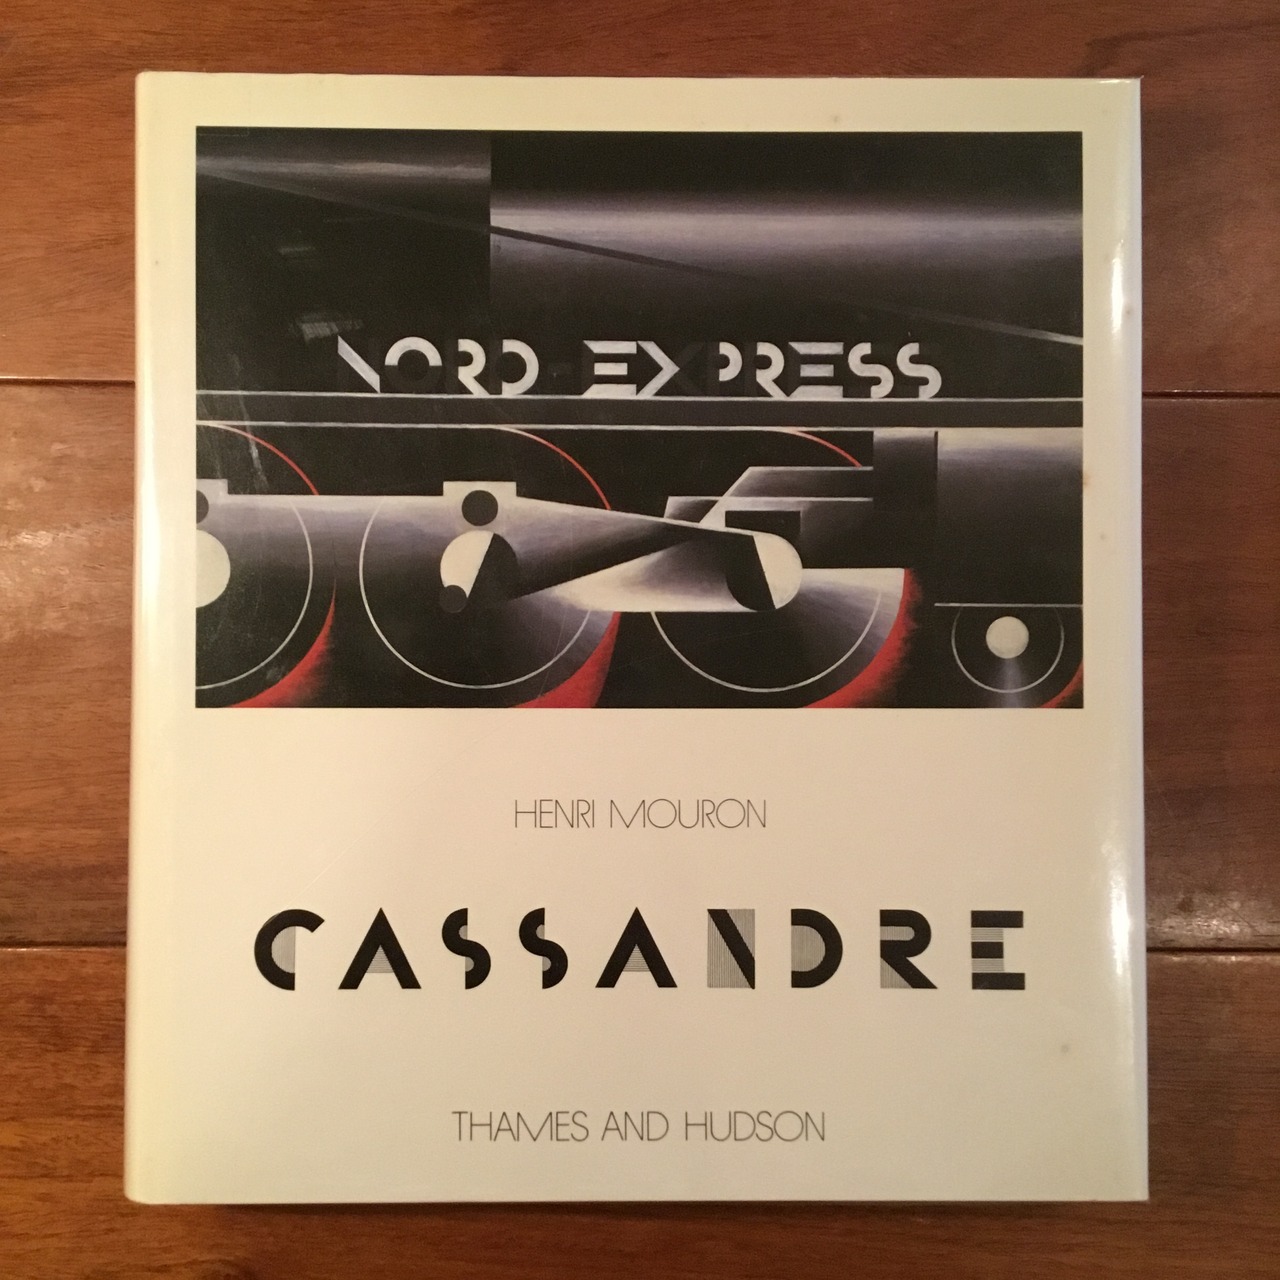 NORD EXPRESS
HENRI MOURON
CASSANDRE
THAMES AND HUDSON